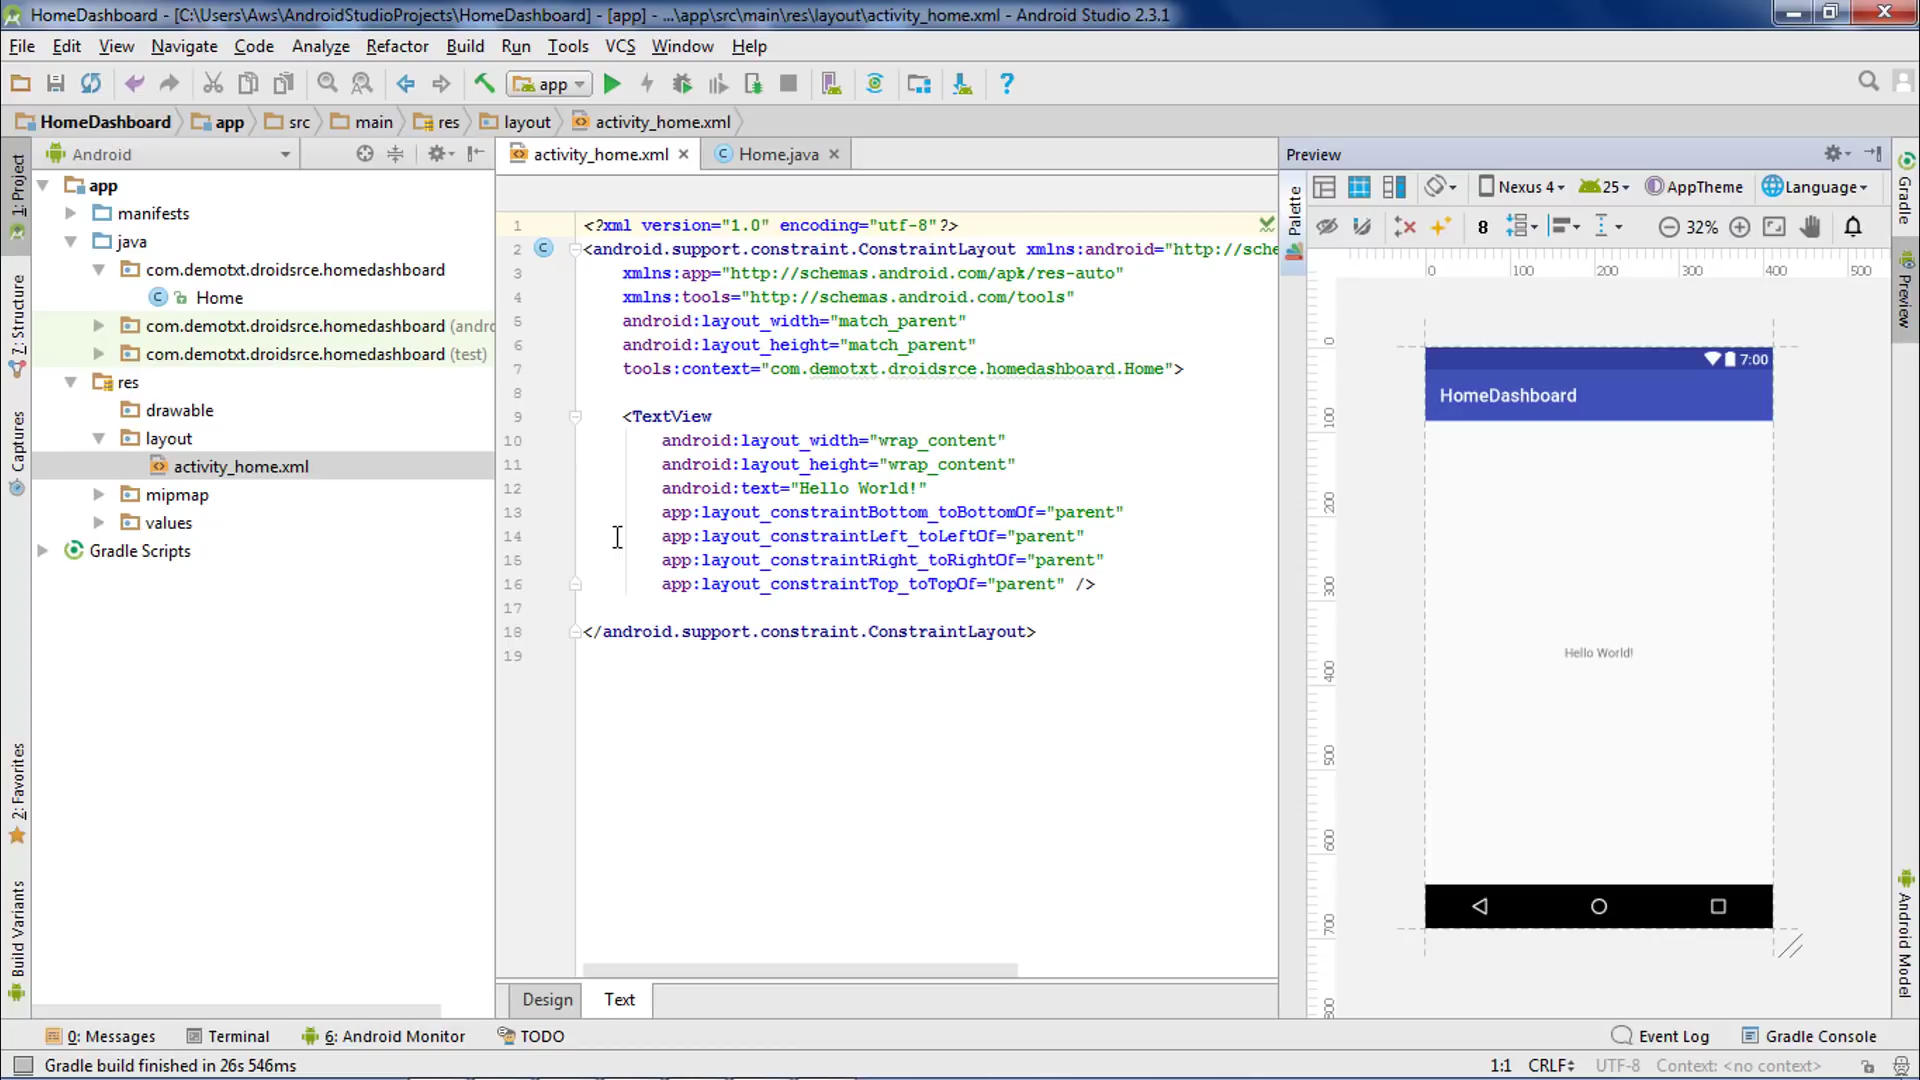 HomeDashboard - [C:\Users\Aws\AndroidStudioProjects\HomeDashboard] - [app] - ...\app\src\main\res\layout\activity_home.xml - Android Studio 2.3.1
File Edit View Navigate Code Analyze Refactor Build Run Tools VCS Window Help
app
HomeDashboard app src main res layout activity_home.xml
1: Project
7: Structure
Captures
2: Favorites
Build Variants
Android
app
manifests
java
com.demotxt.droidsrce.homedashboard
Home
com.demotxt.droidsrce.homedashboard (andro
com.demotxt.droidsrce.homedashboard (test)
res
drawable
layout
activity_home.xml
mipmap
values
Gradle Scripts
activity_home.xml Home.java
1 <?xml version="1.0" encoding="utf-8"?>
2 <android.support.constraint.ConstraintLayout xmlns:android="http://sche
3 xmlns:app="http://schemas.android.com/apk/res-auto"
4 xmlns:tools="http://schemas.android.com/tools"
5 android:layout_width="match_parent"
6 android:layout_height="match_parent"
7 tools:context="com.demotxt.droidsrce.homedashboard.Home">
8
9 <TextView
10 android:layout_width="wrap_content"
11 android:layout_height="wrap_content"
12 android:text="Hello World!"
13 app:layout_constraintBottom_toBottomOf="parent"
14 app:layout_constraintLeft_toLeftOf="parent"
15 app:layout_constraintRight_toRightOf="parent"
16 app:layout_constraintTop_toTopOf="parent" />
17
18 </android.support.constraint.ConstraintLayout>
19
Design Text
Preview
Palette
Nexus 4 25 AppTheme Language
8 32%
0 100 200 300 400 500
0
100
200
300
400
500
600
700
800
7:00
HomeDashboard
Hello World!
Gradle
Preview
Android Model
0: Messages Terminal 6: Android Monitor TODO Event Log Gradle Console
Gradle build finished in 26s 546ms 1:1 CRLF UTF-8 Context: <no context>